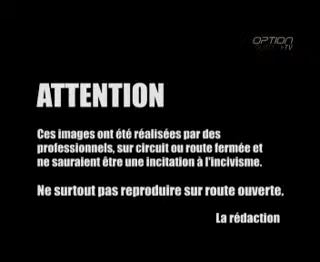 OPTION
AUTO
TV
ATTENTION
Ces images ont été réalisées par des
professionnels, sur circuit ou route fermée et
ne sauraient être une incitation à l'incivisme.
Ne surtout pas reproduire sur route ouverte.
La rédaction